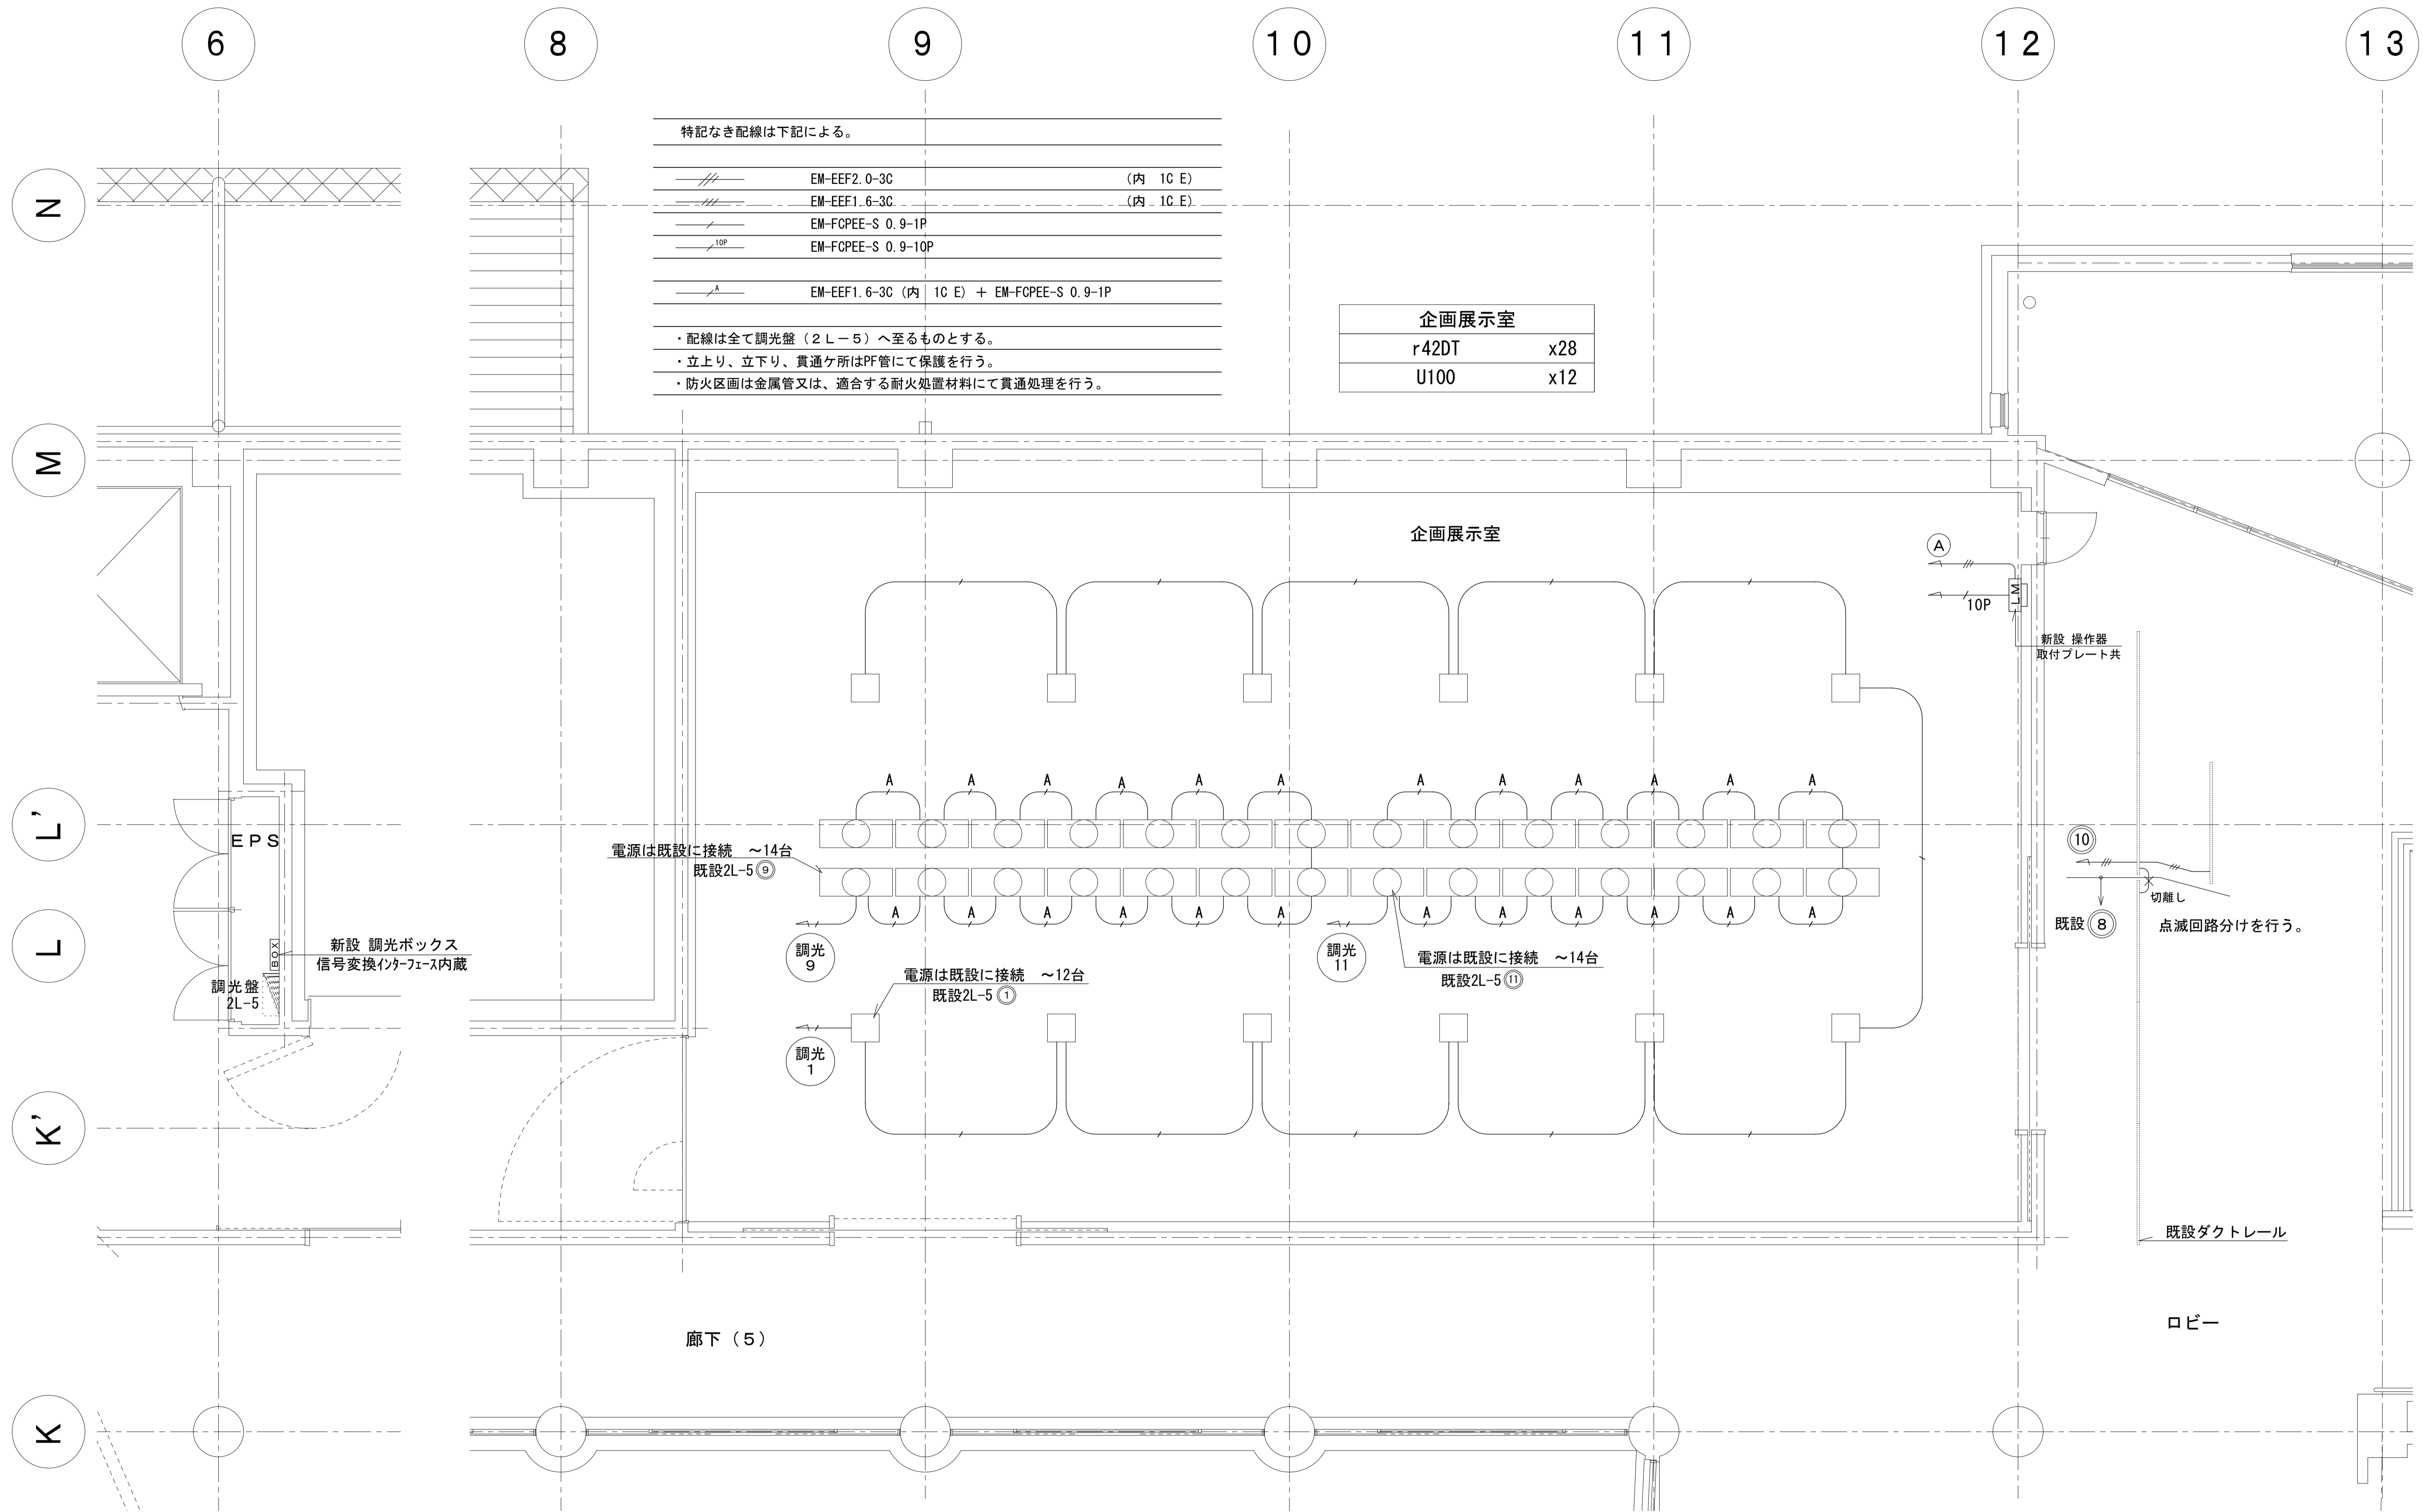 6
8
9
10
11
12
13
特記なき配線は下記による。
EM-EEF2.0-3C (内 1C E)
EM-EEF1.6-3C (内 1C E)
EM-FCPEE-S 0.9-1P
10P EM-FCPEE-S 0.9-10P
A EM-EEF1.6-3C (内 1C E) + EM-FCPEE-S 0.9-1P
・配線は全て調光盤（2L－5）へ至るものとする。
・立上り、立下り、貫通ケ所はPF管にて保護を行う。
・防火区画は金属管又は、適合する耐火処置材料にて貫通処理を行う。
企画展示室
r42DT x28
U100 x12
N
M
L'
L
K'
K
企画展示室
A
LM
10P
新設 操作器
取付プレート共
A A A A A A A A A A A A
EPS
電源は既設に接続 ～14台
既設2L-5 ⑨
A A A A A A A A A A A A
調光
9
調光
11
電源は既設に接続 ～14台
既設2L-5 ⑪
電源は既設に接続 ～12台
既設2L-5 ①
調光
1
BOX
新設 調光ボックス
信号変換インターフェース内蔵
調光盤
2L-5
10
切離し
既設 8
点滅回路分けを行う。
既設ダクトレール
廊下（5）
ロビー